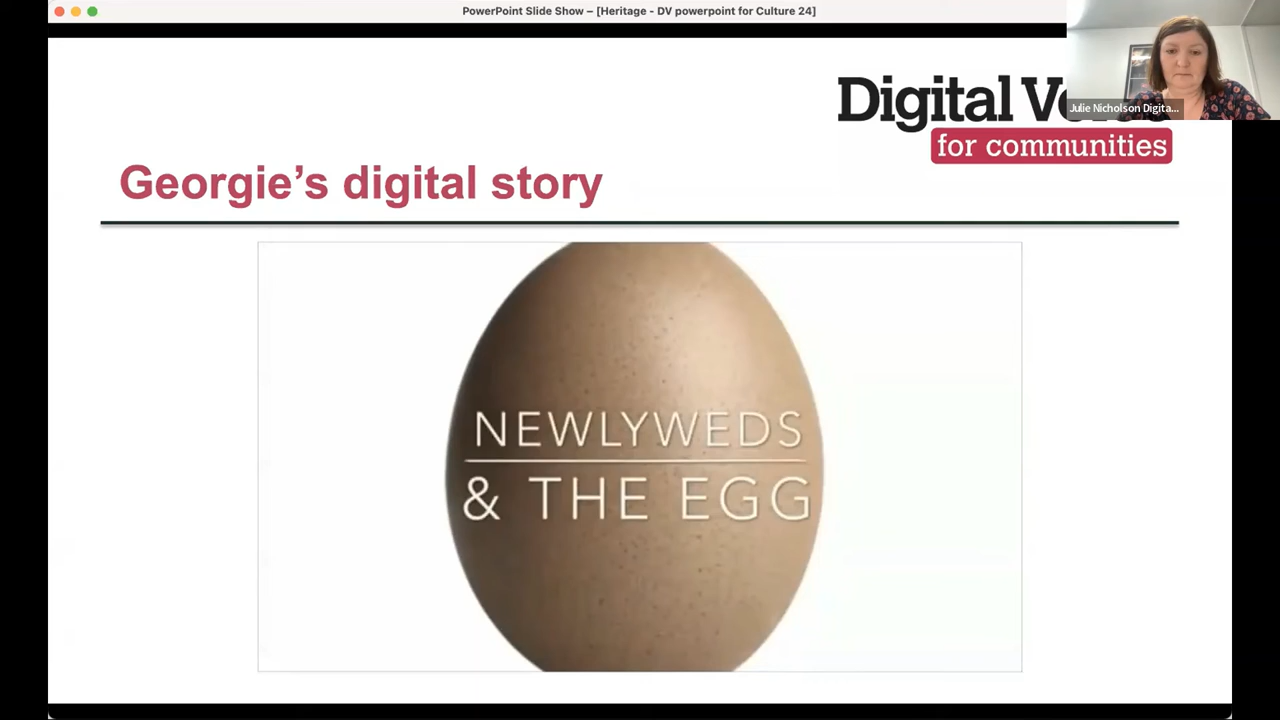 PowerPoint Slide Show – [Heritage - DV powerpoint for Culture 24]
Digital
for communities
Julie Nicholson Digita...
Georgie’s digital story
NEWLYWEDS
& THE EGG